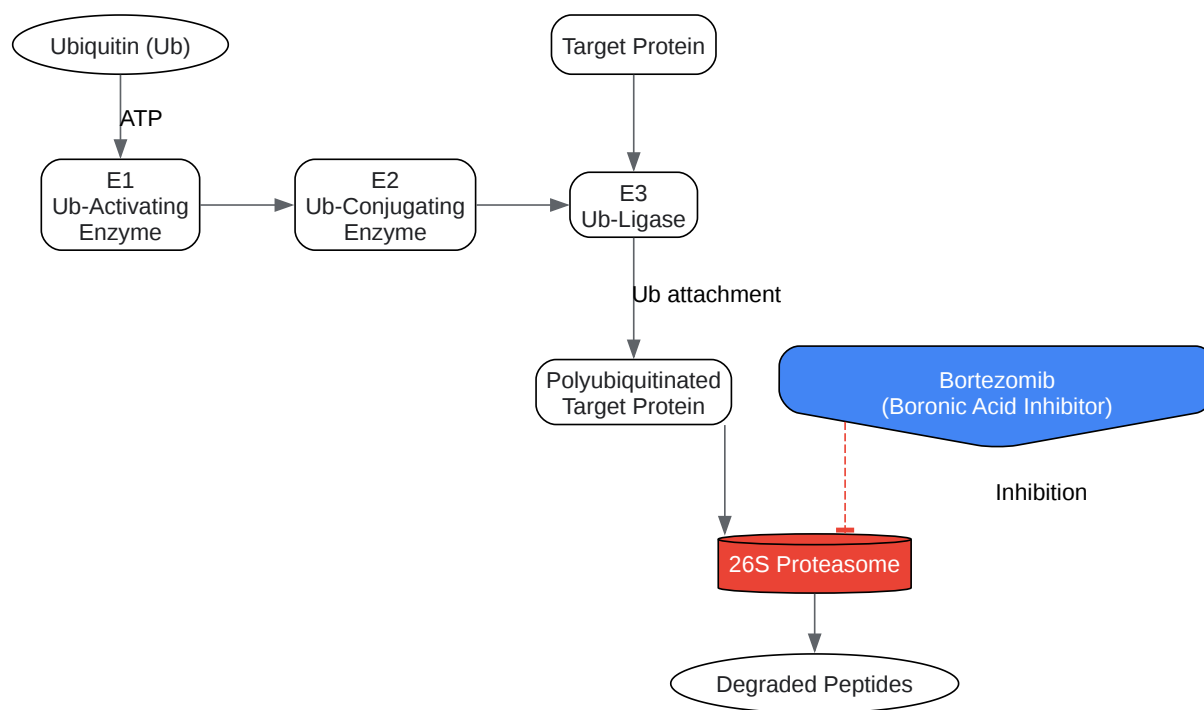 Ubiquitin (Ub)
Target Protein
ATP
E1
Ub-Activating
Enzyme
E2
Ub-Conjugating
Enzyme
E3
Ub-Ligase
Ub attachment
Polyubiquitinated
Target Protein
Bortezomib
(Boronic Acid Inhibitor)
Inhibition
26S Proteasome
Degraded Peptides